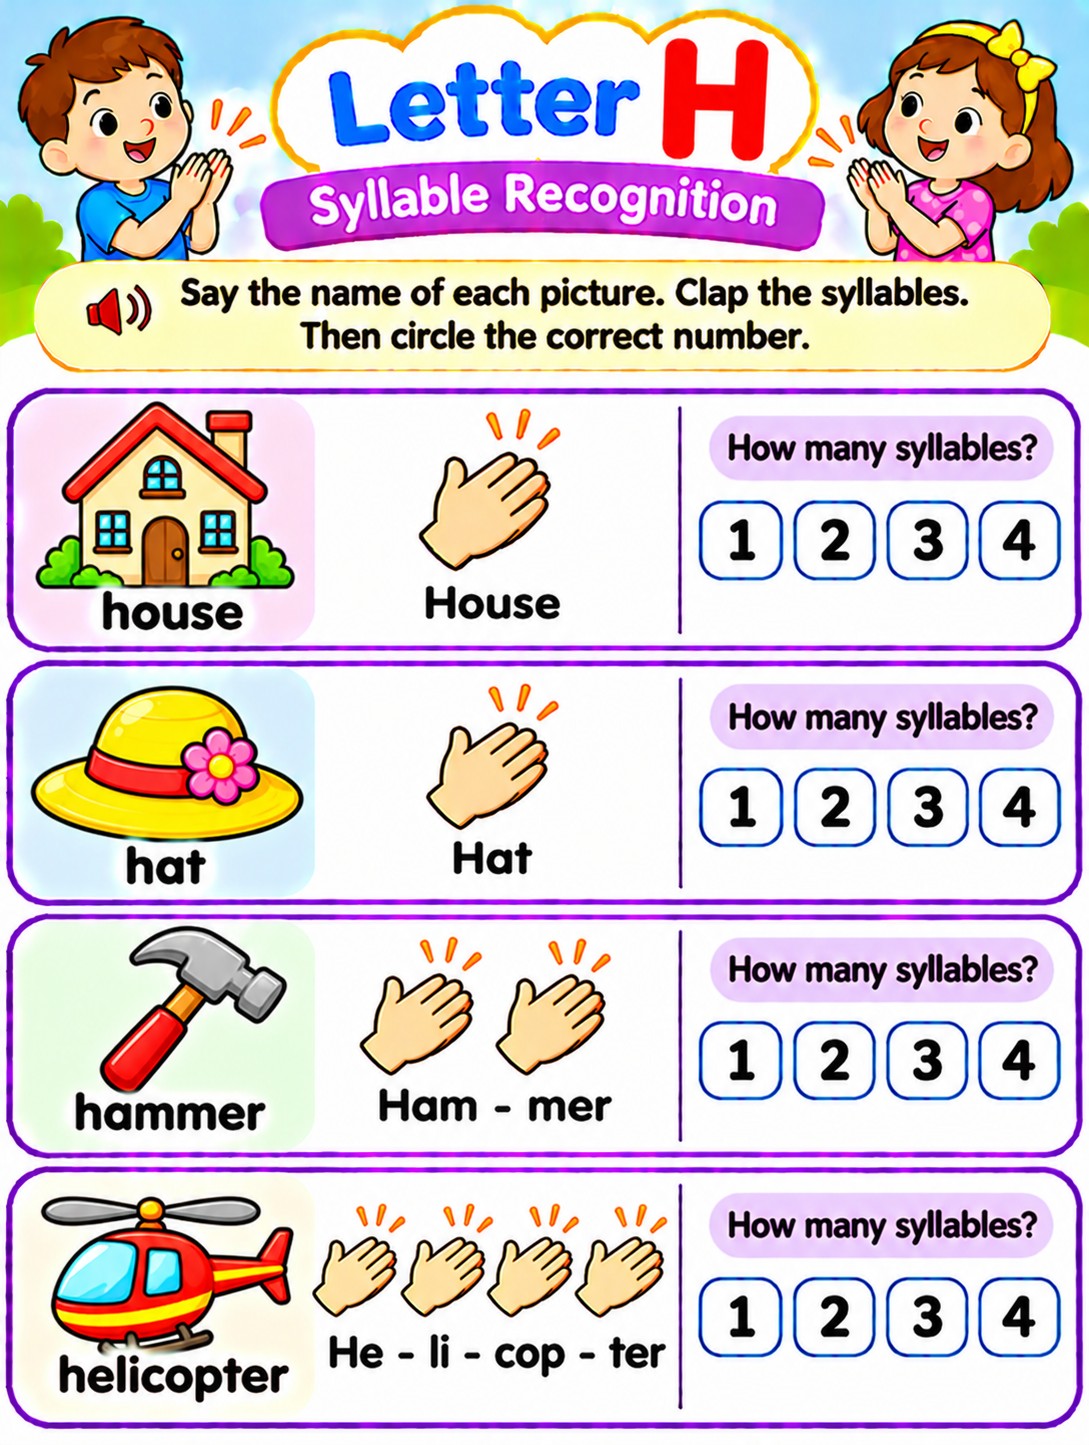 Letter H
Syllable Recognition
Say the name of each picture. Clap the syllables.
Then circle the correct number.
house
House
How many syllables?
1 2 3 4
hat
Hat
How many syllables?
1 2 3 4
hammer
Ham - mer
How many syllables?
1 2 3 4
helicopter
He - li - cop - ter
How many syllables?
1 2 3 4